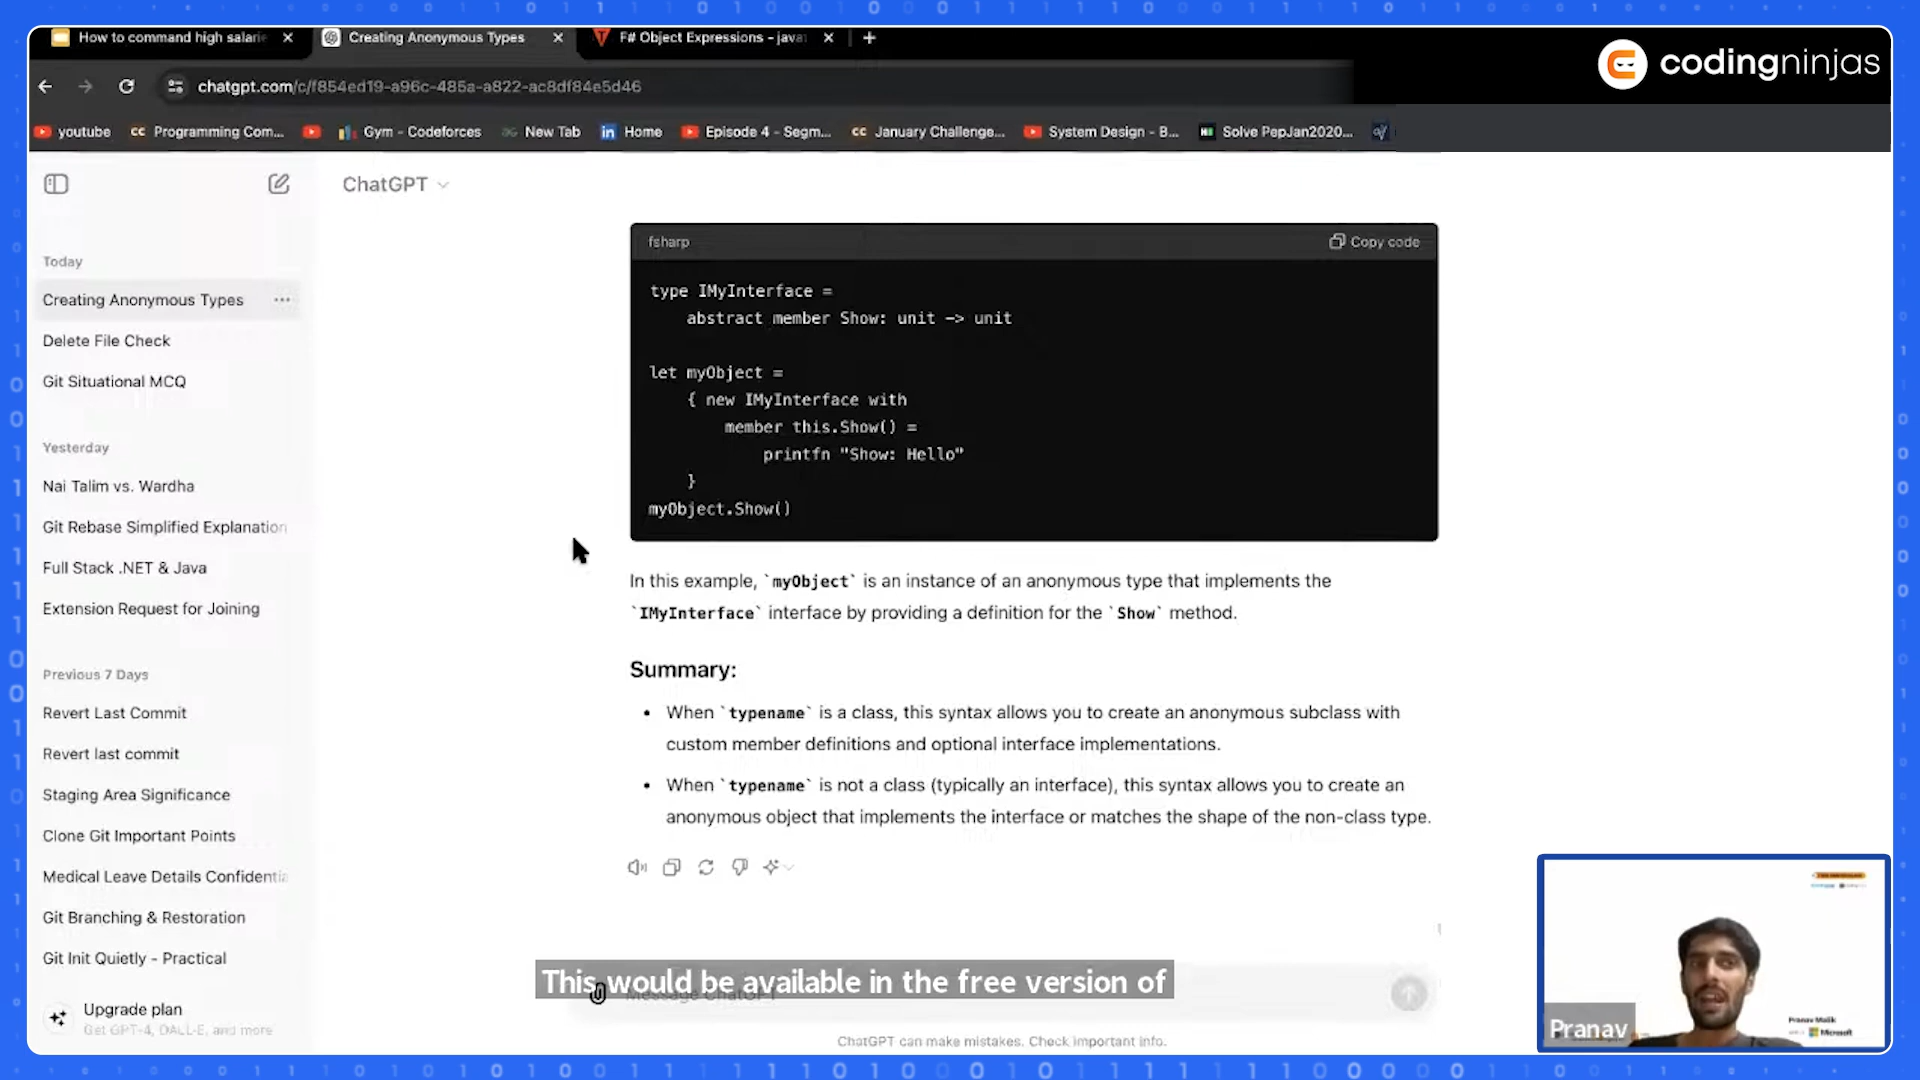 How to command high salarie
Creating Anonymous Types
F# Object Expressions - java
codingninjas
chatgpt.com/c/f854ed19-a96c-485a-a822-ac8df84e5d46
youtube
CC Programming Com...
Gym - Codeforces
New Tab
Home
Episode 4 - Segm...
CC January Challenge...
System Design - B...
Solve PepJan2020...
ChatGPT
Today
Creating Anonymous Types
Delete File Check
Git Situational MCQ
Yesterday
Nai Talim vs. Wardha
Git Rebase Simplified Explanation
Full Stack .NET & Java
Extension Request for Joining
Previous 7 Days
Revert Last Commit
Revert last commit
Staging Area Significance
Clone Git Important Points
Medical Leave Details Confidentia
Git Branching & Restoration
Git Init Quietly - Practical
Upgrade plan
Get GPT-4, DALL-E, and more
fsharp
Copy code
type IMyInterface =
abstract member Show: unit -> unit
let myObject =
{ new IMyInterface with
member this.Show() =
printfn "Show: Hello"
}
myObject.Show()
In this example, `myObject` is an instance of an anonymous type that implements the
`IMyInterface` interface by providing a definition for the `Show` method.
Summary:
• When `typename` is a class, this syntax allows you to create an anonymous subclass with
custom member definitions and optional interface implementations.
• When `typename` is not a class (typically an interface), this syntax allows you to create an
anonymous object that implements the interface or matches the shape of the non-class type.
This would be available in the free version of
Message ChatGPT
ChatGPT can make mistakes. Check important info.
Pranav
Pranav Malik
Microsoft